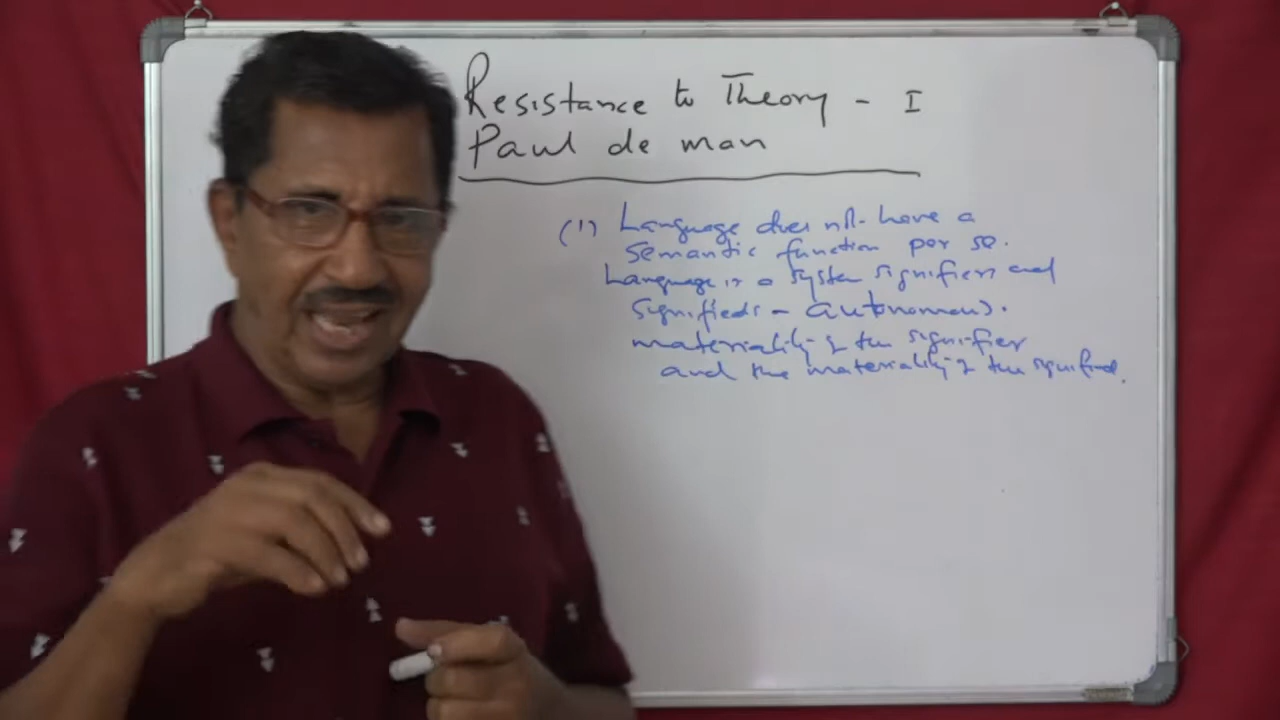 Resistance to Theory - I
Paul de man
(1) Language does not have a
semantic function per se.
Language is a system signifiers and
signifieds - autonomous.
materiality of the signifier
and the materiality of the signified.